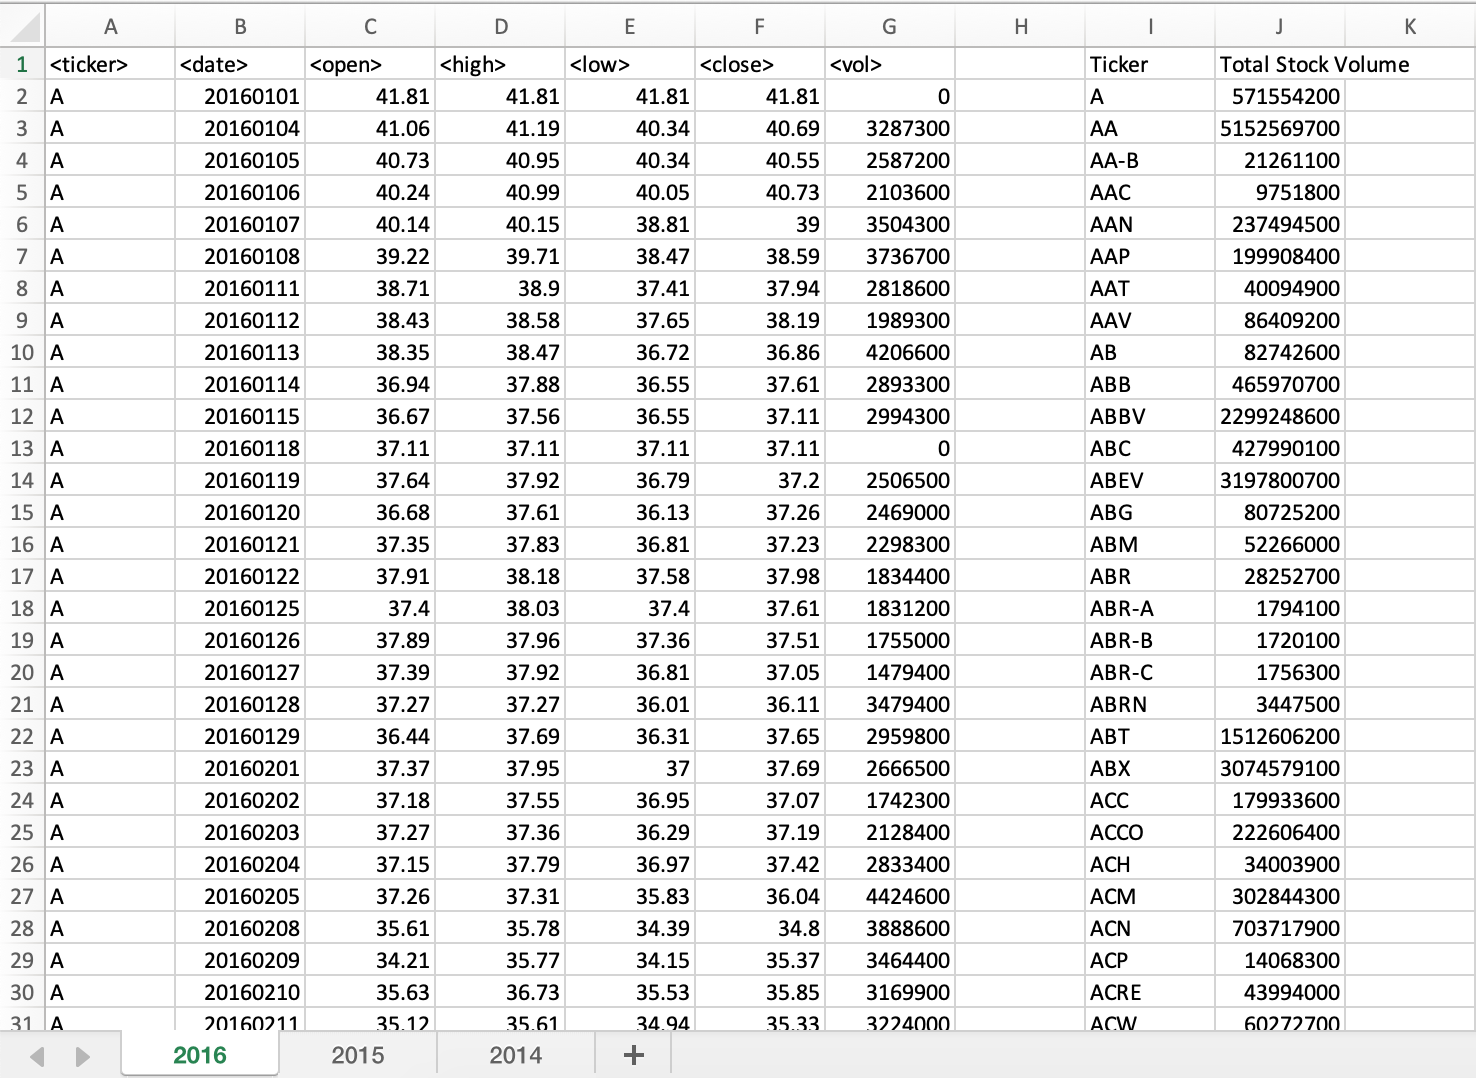 A B C D E F G H I J K
1 <ticker> <date> <open> <high> <low> <close> <vol> Ticker Total Stock Volume
2 A 20160101 41.81 41.81 41.81 41.81 0 A 571554200
3 A 20160104 41.06 41.19 40.34 40.69 3287300 AA 5152569700
4 A 20160105 40.73 40.95 40.34 40.55 2587200 AA-B 21261100
5 A 20160106 40.24 40.99 40.05 40.73 2103600 AAC 9751800
6 A 20160107 40.14 40.15 38.81 39 3504300 AAN 237494500
7 A 20160108 39.22 39.71 38.47 38.59 3736700 AAP 199908400
8 A 20160111 38.71 38.9 37.41 37.94 2818600 AAT 40094900
9 A 20160112 38.43 38.58 37.65 38.19 1989300 AAV 86409200
10 A 20160113 38.35 38.47 36.72 36.86 4206600 AB 82742600
11 A 20160114 36.94 37.88 36.55 37.61 2893300 ABB 465970700
12 A 20160115 36.67 37.56 36.55 37.11 2994300 ABBV 2299248600
13 A 20160118 37.11 37.11 37.11 37.11 0 ABC 427990100
14 A 20160119 37.64 37.92 36.79 37.2 2506500 ABEV 3197800700
15 A 20160120 36.68 37.61 36.13 37.26 2469000 ABG 80725200
16 A 20160121 37.35 37.83 36.81 37.23 2298300 ABM 52266000
17 A 20160122 37.91 38.18 37.58 37.98 1834400 ABR 28252700
18 A 20160125 37.4 38.03 37.4 37.61 1831200 ABR-A 1794100
19 A 20160126 37.89 37.96 37.36 37.51 1755000 ABR-B 1720100
20 A 20160127 37.39 37.92 36.81 37.05 1479400 ABR-C 1756300
21 A 20160128 37.27 37.27 36.01 36.11 3479400 ABRN 3447500
22 A 20160129 36.44 37.69 36.31 37.65 2959800 ABT 1512606200
23 A 20160201 37.37 37.95 37 37.69 2666500 ABX 3074579100
24 A 20160202 37.18 37.55 36.95 37.07 1742300 ACC 179933600
25 A 20160203 37.27 37.36 36.29 37.19 2128400 ACCO 222606400
26 A 20160204 37.15 37.79 36.97 37.42 2833400 ACH 34003900
27 A 20160205 37.26 37.31 35.83 36.04 4424600 ACM 302844300
28 A 20160208 35.61 35.78 34.39 34.8 3888600 ACN 703717900
29 A 20160209 34.21 35.77 34.15 35.37 3464400 ACP 14068300
30 A 20160210 35.63 36.73 35.53 35.85 3169900 ACRE 43994000
31 A 20160211 35.12 35.61 34.94 35.33 3224000 ACW 60272700
2016 2015 2014 +